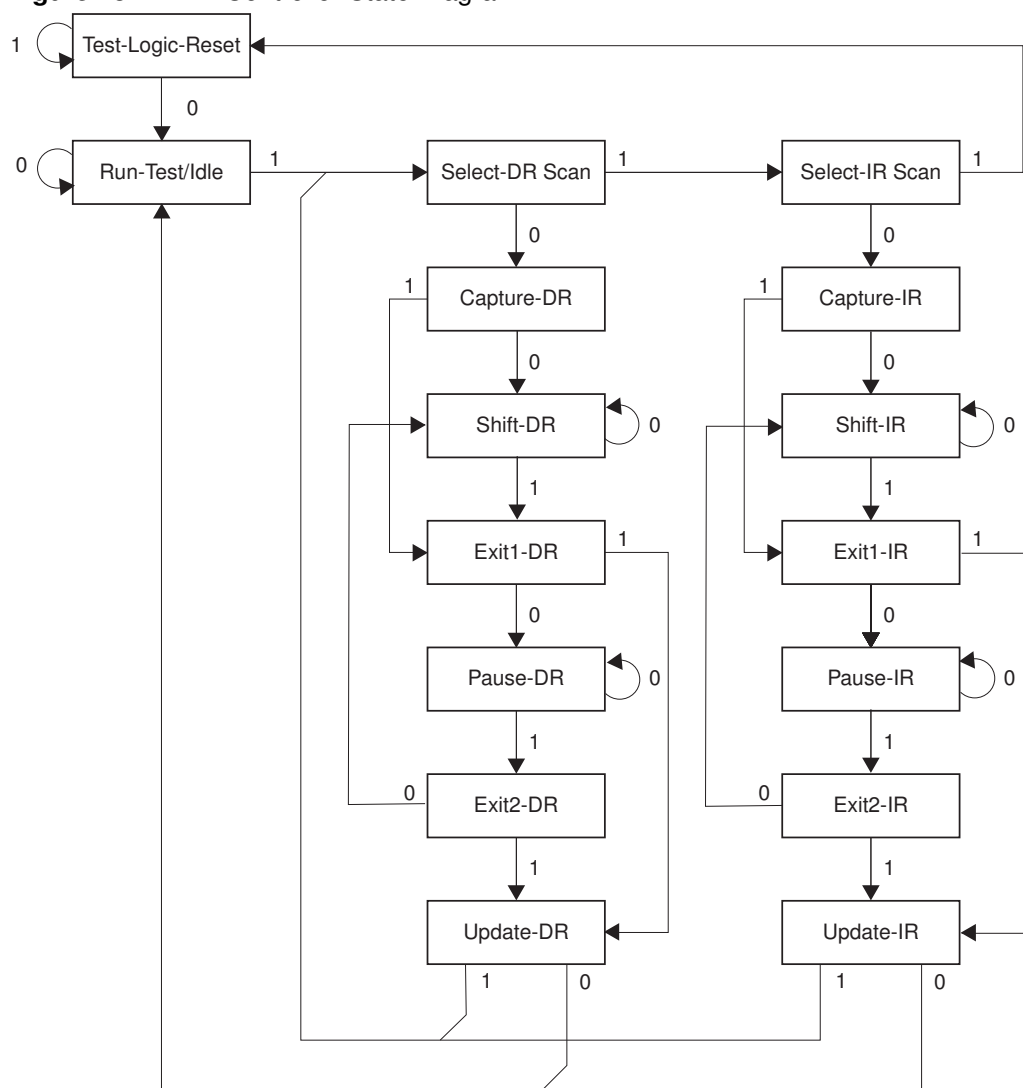 1
Test-Logic-Reset
0
0
Run-Test/Idle
1
Select-DR Scan
1
Select-IR Scan
1
0
0
1
Capture-DR
1
Capture-IR
0
0
Shift-DR
0
Shift-IR
0
1
1
Exit1-DR
1
Exit1-IR
1
0
0
Pause-DR
0
Pause-IR
0
1
1
0
Exit2-DR
0
Exit2-IR
1
1
Update-DR
Update-IR
1
0
1
0